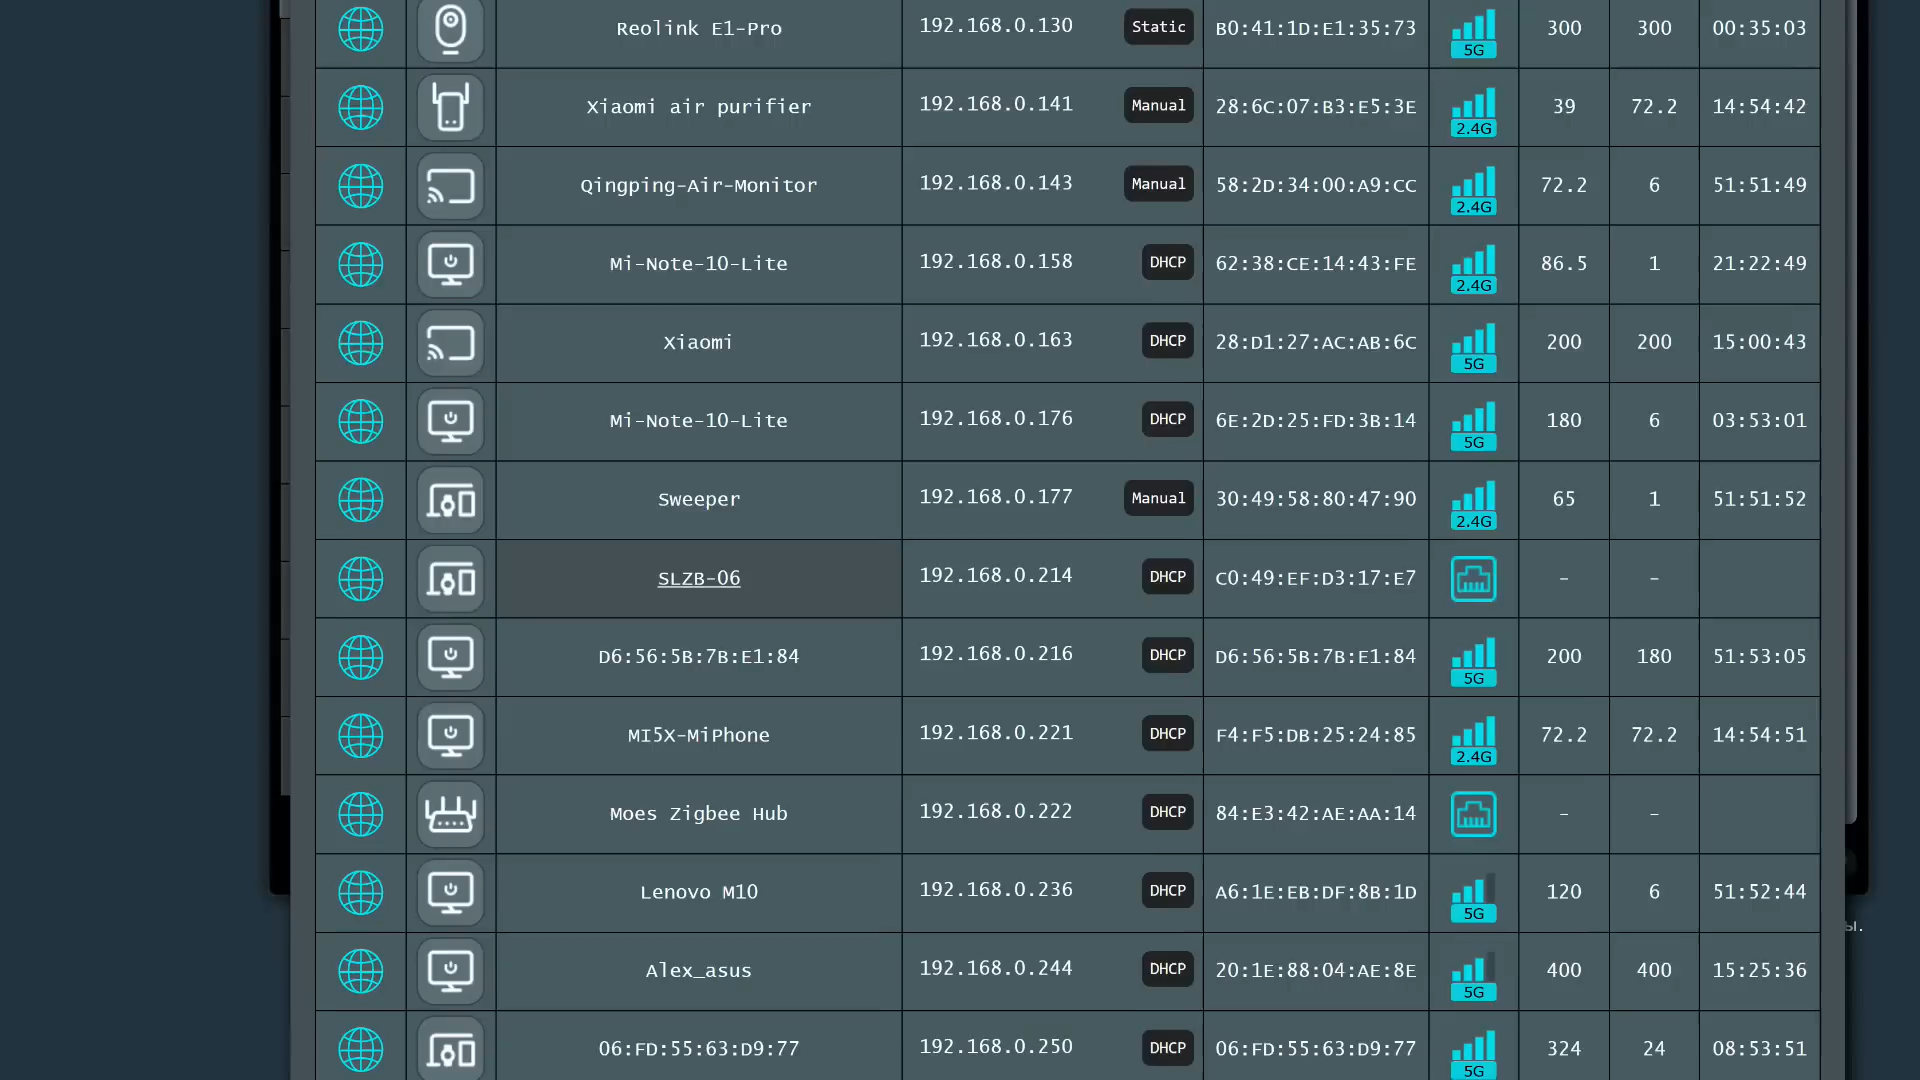 Reolink E1-Pro 192.168.0.130 Static B0:41:1D:E1:35:73 5G 300 300 00:35:03
Xiaomi air purifier 192.168.0.141 Manual 28:6C:07:B3:E5:3E 2.4G 39 72.2 14:54:42
Qingping-Air-Monitor 192.168.0.143 Manual 58:2D:34:00:A9:CC 2.4G 72.2 6 51:51:49
Mi-Note-10-Lite 192.168.0.158 DHCP 62:38:CE:14:43:FE 2.4G 86.5 1 21:22:49
Xiaomi 192.168.0.163 DHCP 28:D1:27:AC:AB:6C 5G 200 200 15:00:43
Mi-Note-10-Lite 192.168.0.176 DHCP 6E:2D:25:FD:3B:14 5G 180 6 03:53:01
Sweeper 192.168.0.177 Manual 30:49:58:80:47:90 2.4G 65 1 51:51:52
SLZB-06 192.168.0.214 DHCP C0:49:EF:D3:17:E7 - -
D6:56:5B:7B:E1:84 192.168.0.216 DHCP D6:56:5B:7B:E1:84 5G 200 180 51:53:05
MI5X-MiPhone 192.168.0.221 DHCP F4:F5:DB:25:24:85 2.4G 72.2 72.2 14:54:51
Moes Zigbee Hub 192.168.0.222 DHCP 84:E3:42:AE:AA:14 - -
Lenovo M10 192.168.0.236 DHCP A6:1E:EB:DF:8B:1D 5G 120 6 51:52:44
ы.
Alex_asus 192.168.0.244 DHCP 20:1E:88:04:AE:8E 5G 400 400 15:25:36
06:FD:55:63:D9:77 192.168.0.250 DHCP 06:FD:55:63:D9:77 5G 324 24 08:53:51